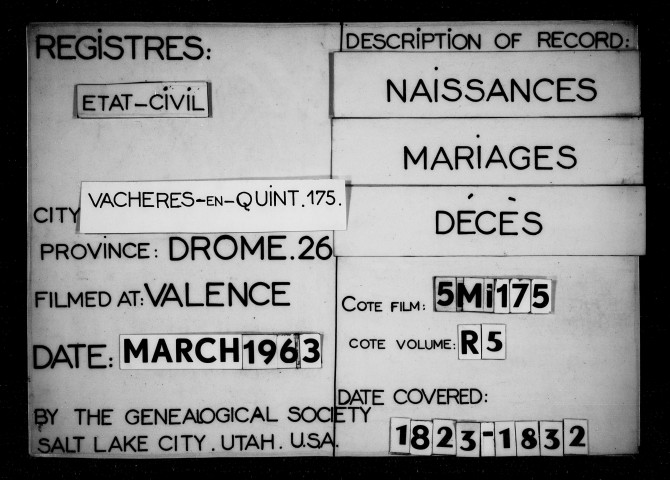 REGiSTRES:
ETAT-CiViL
CITY VACHERES-EN-QUiNT.175.
PROVINCE: DROME.26
FILMED AT: VALENCE
DATE: MARCH 1963
BY THE GENEALOGICAL SOCIETY
SALT LAKE CITY. UTAH. U.S.A.
DESCRIPTION OF RECORD:
NAiSSANCES
MARiAGES
DÉCÈS
COTE FILM: 5Mi175
COTE VOLUME: R5
DATE COVERED:
1823-1832